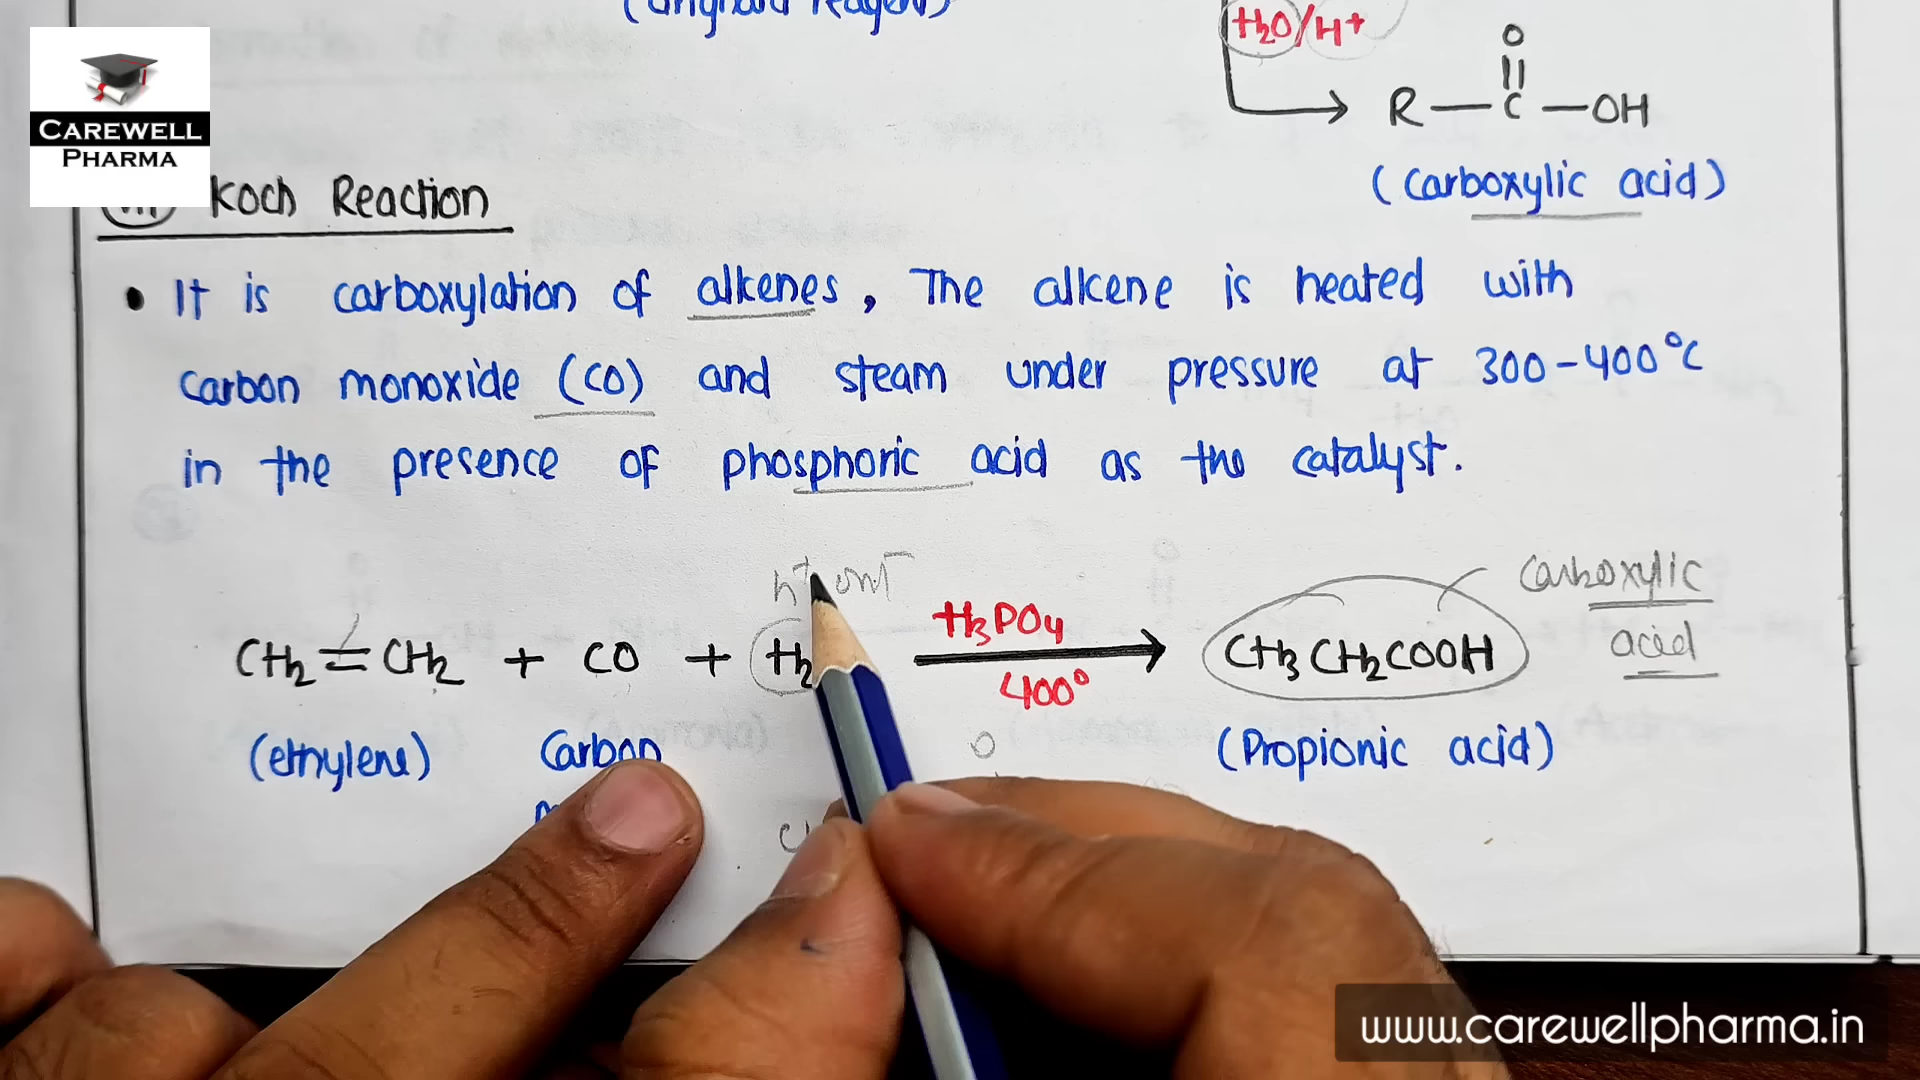 H2O/H+
O
R — C — OH
(Carboxylic acid)
CAREWELL
PHARMA
Koch Reaction
• It is carboxylation of alkenes, The alkene is heated with
carbon monoxide (CO) and steam under pressure at 300-400°C
in the presence of phosphoric acid as the catalyst.
Carboxylic
acid
CH2=CH2 + CO + H2 H3PO4 CH3CH2COOH
400°
(ethylene) Carbon (Propionic acid)
O
www.carewellpharma.in